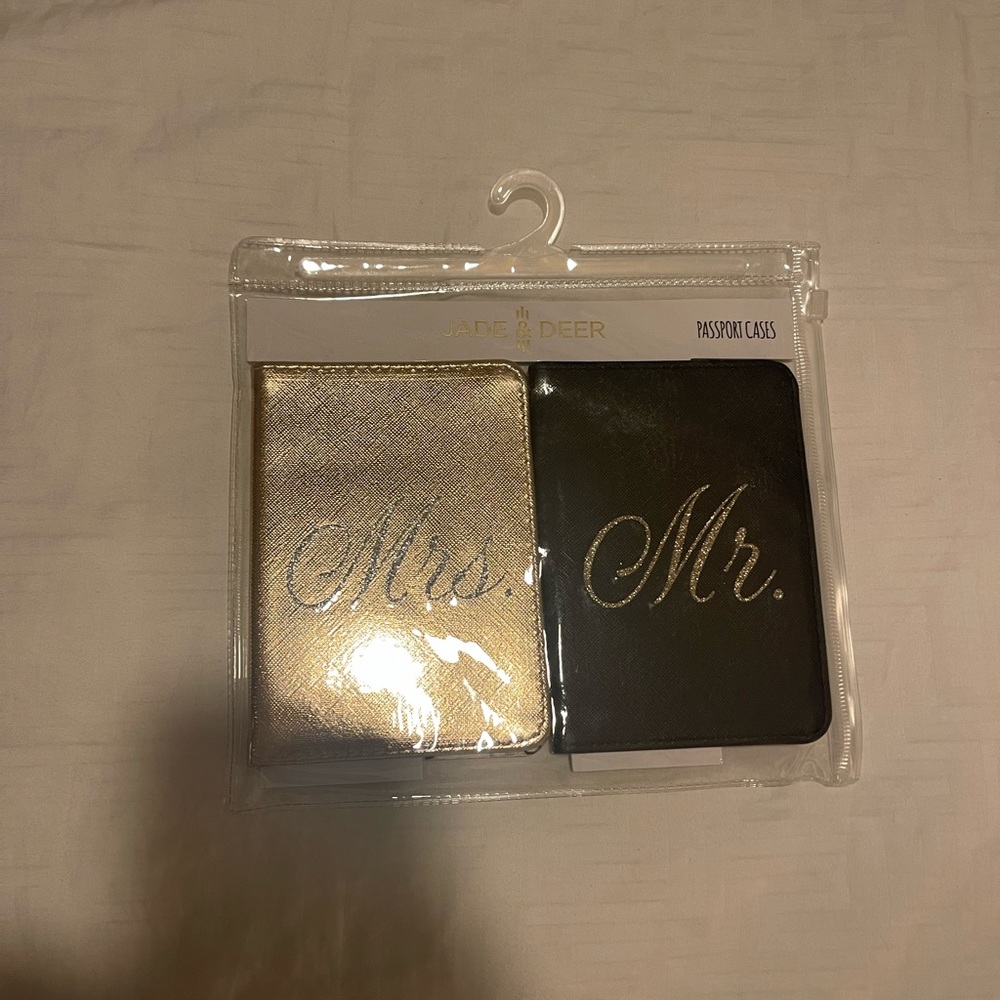 JADE & DEER
PASSPORT CASES
Mrs.
Mr.